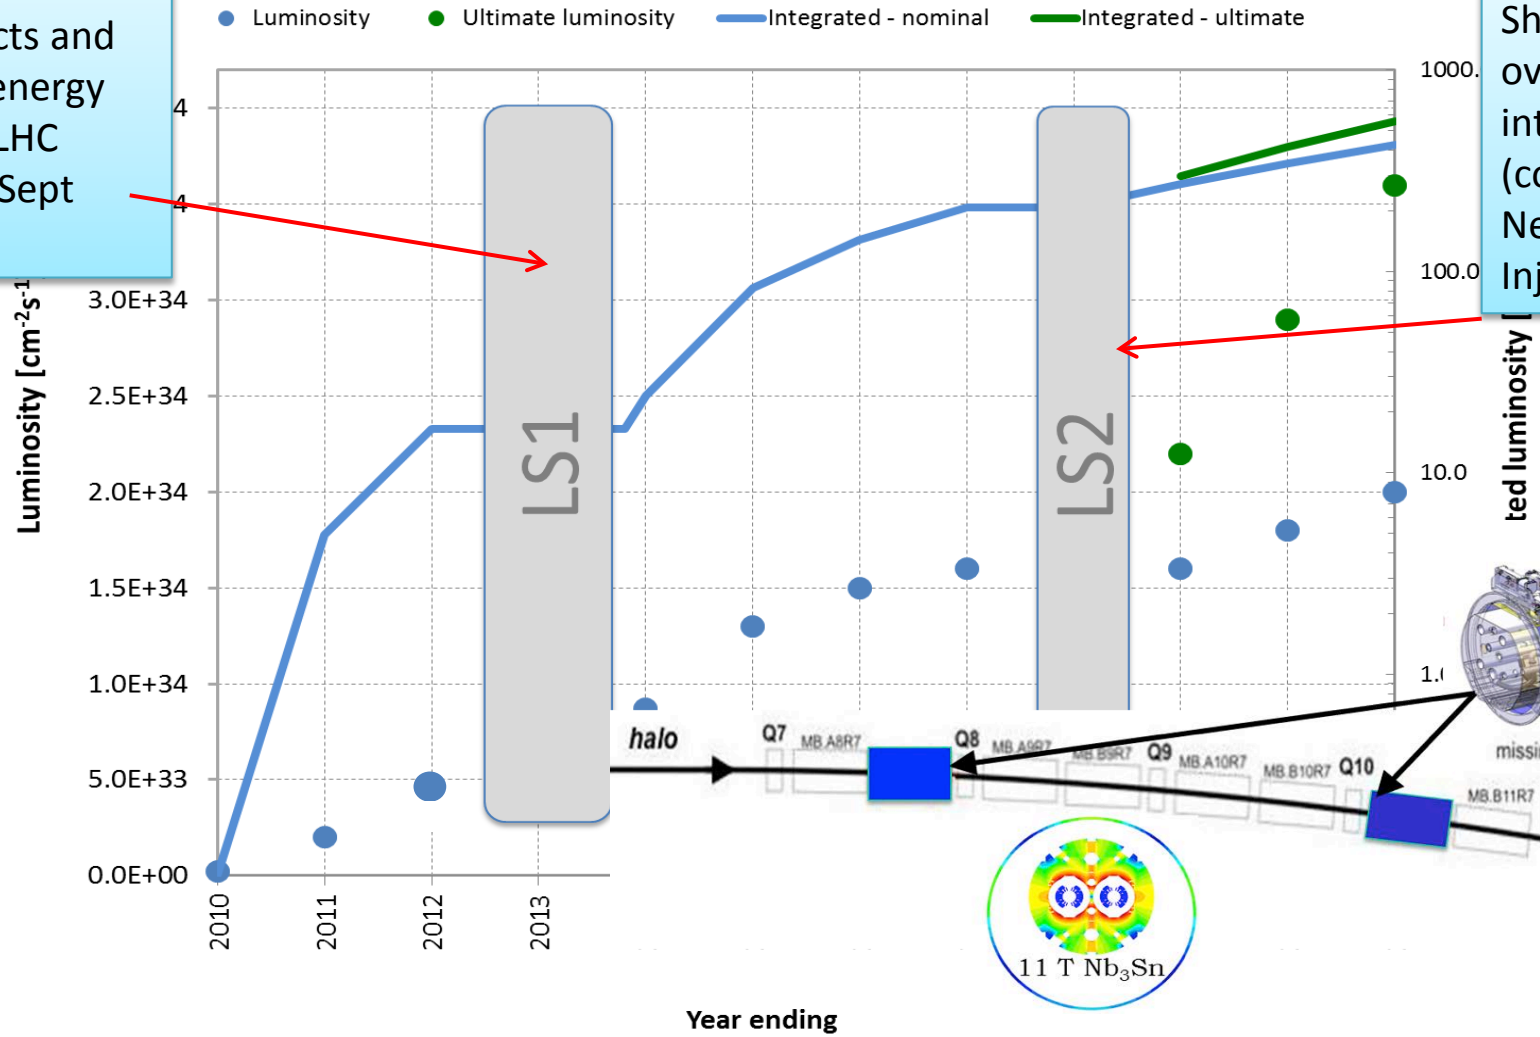 Luminosity
Ultimate luminosity
Integrated - nominal
Integrated - ultimate
cts and
energy
LHC
Sept
4
4
3.0E+34
2.5E+34
2.0E+34
1.5E+34
1.0E+34
5.0E+33
0.0E+00
Luminosity [cm-2s-1
LS1
LS2
1000.
100.0
10.0
1.(
Sh
ov
int
(co
Ne
Inj
ted luminosity [
halo
Q7
MB.A8R7
Q8
MB.A9R7
MB.B9R7
Q9
MB.A10R7
MB.B10R7
Q10
MB.B11R7
missi
11 T Nb3Sn
2010
2011
2012
2013
Year ending